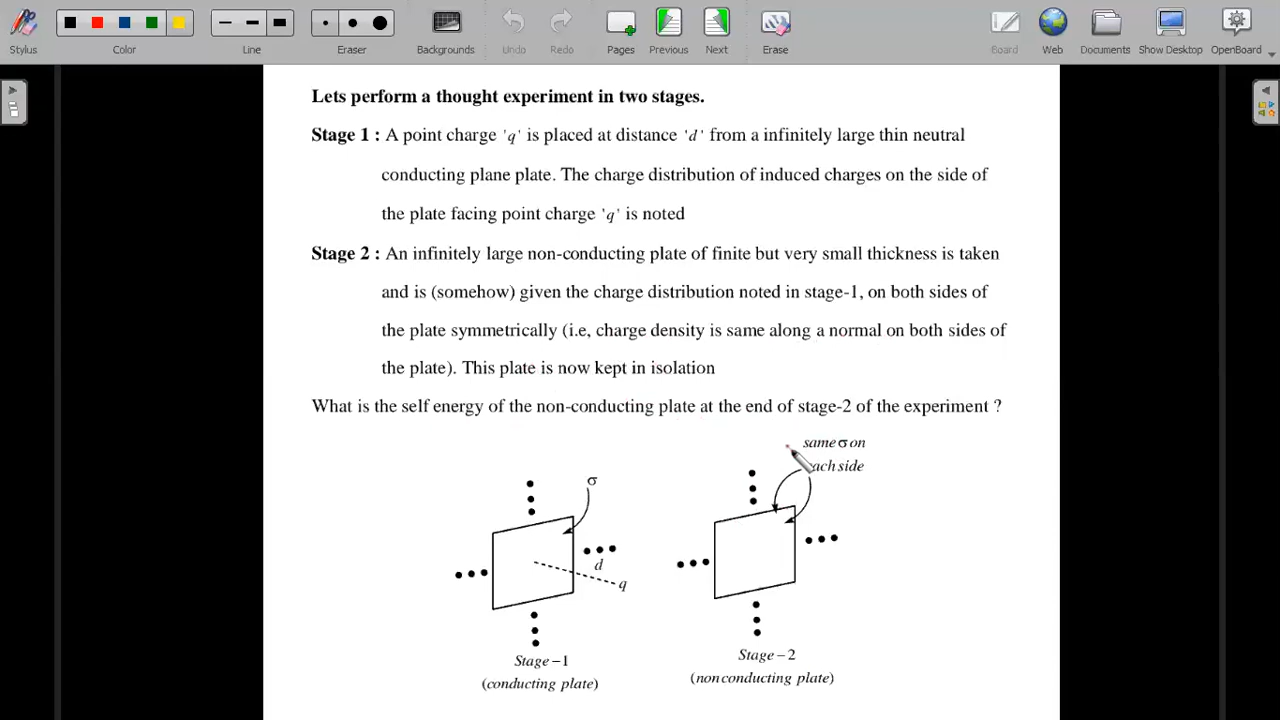 Stylus
Color
Line
Eraser
Backgrounds
Undo
Redo
Pages
Previous
Next
Erase
Board
Web
Documents
Show Desktop
OpenBoard
Lets perform a thought experiment in two stages.
Stage 1 : A point charge 'q' is placed at distance 'd' from a infinitely large thin neutral
conducting plane plate. The charge distribution of induced charges on the side of
the plate facing point charge 'q' is noted
Stage 2 : An infinitely large non-conducting plate of finite but very small thickness is taken
and is (somehow) given the charge distribution noted in stage-1, on both sides of
the plate symmetrically (i.e, charge density is same along a normal on both sides of
the plate). This plate is now kept in isolation
What is the self energy of the non-conducting plate at the end of stage-2 of the experiment ?
same σ on
ach side
σ
d
q
Stage – 1
(conducting plate)
Stage – 2
(non conducting plate)